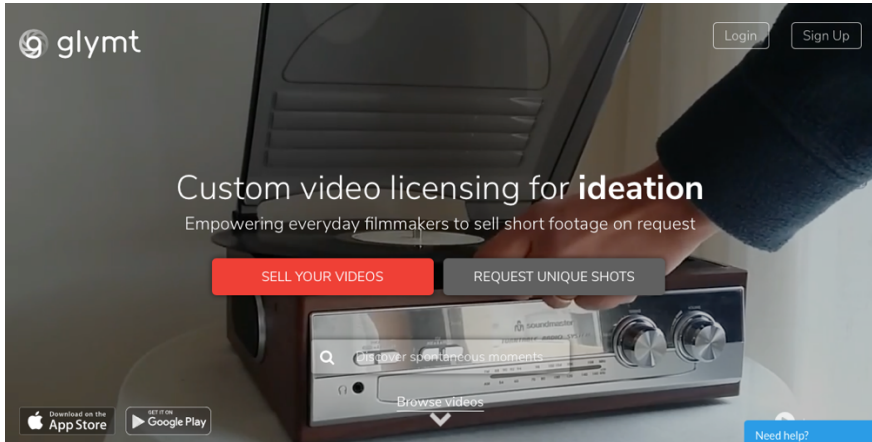 glymt
Login
Sign Up
Custom video licensing for ideation
Empowering everyday filmmakers to sell short footage on request
SELL YOUR VIDEOS
REQUEST UNIQUE SHOTS
soundmaster
Discover spontaneous moments
Browse videos
Download on the
App Store
GET IT ON
Google Play
Need help?